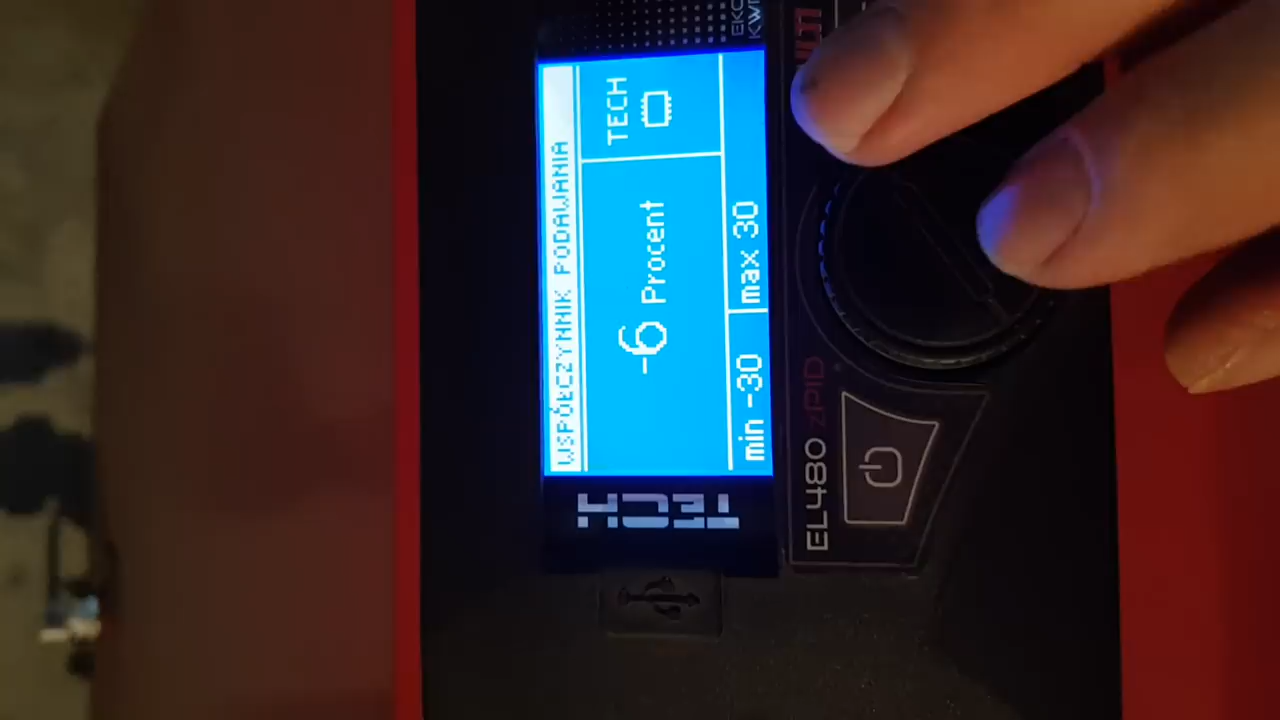 WSPÓŁCZYNNIK PODAWANIA
-6 Procent
TECH
min -30
max 30
TECH
EL480 zPID